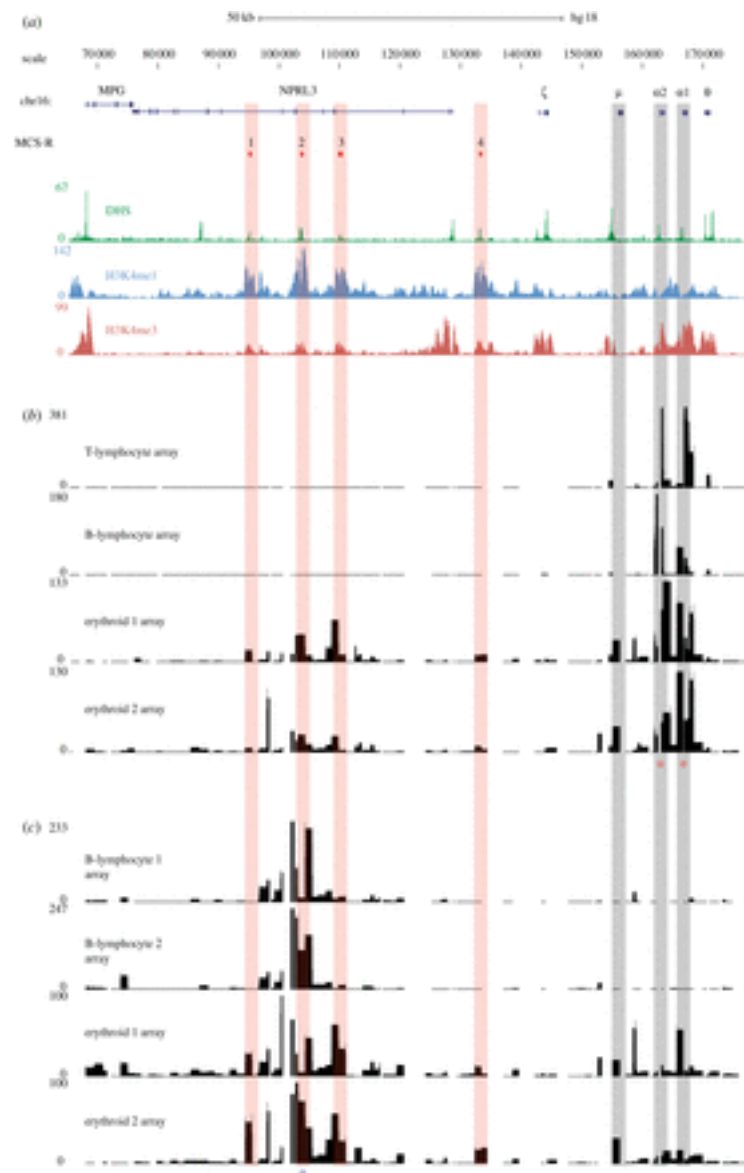 (a) 50 kb hg 18
scale 70 000 80 000 90 000 100 000 110 000 120 000 130 000 140 000 150 000 160 000 170 000
chr16: MPG NPRL3 ζ μ α2 α1 θ
MCS-R 1 2 3 4
67
DHS
0
142
H3K4me1
0
99
H3K4me3
0
(b) 381
T-lymphocyte array
0
190
B-lymphocyte array
0
erythroid 1 array
0
130
erythroid 2 array
0
(c) 233
B-lymphocyte 1
array
0
247
B-lymphocyte 2
array
0
100
erythroid 1 array
0
100
erythroid 2 array
0